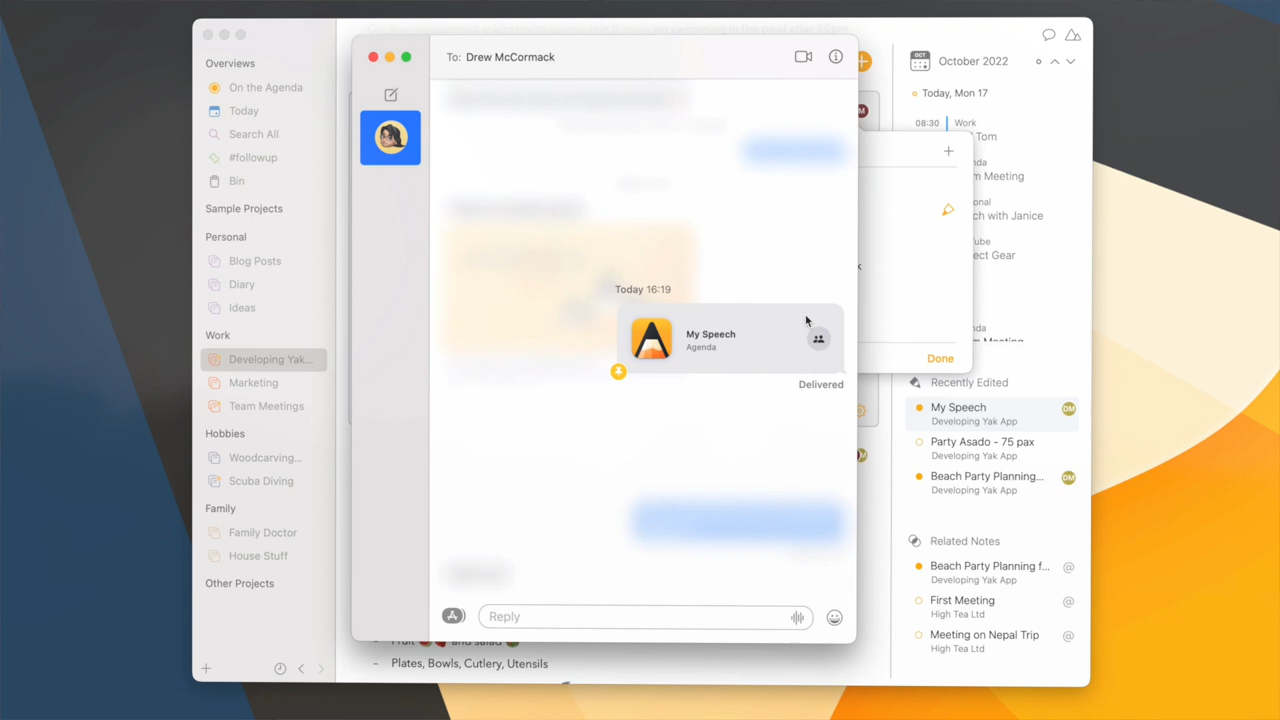 Overviews
On the Agenda
Today
Search All
#followup
Bin
Sample Projects
Personal
Blog Posts
Diary
Ideas
Work
Developing Yak...
Marketing
Team Meetings
Hobbies
Woodcarving...
Scuba Diving
Family
Family Doctor
House Stuff
Other Projects
To: Drew McCormack
Today 16:19
My Speech
Agenda
Delivered
Reply
and salad
- Plates, Bowls, Cutlery, Utensils
Done
OCT
October 2022
Today, Mon 17
08:30 Work
Tom
Meeting
with Janice
Gear
Recently Edited
My Speech
DM
Developing Yak App
Party Asado - 75 pax
Developing Yak App
Beach Party Planning...
DM
Developing Yak App
Related Notes
Beach Party Planning f... @
Developing Yak App
First Meeting @
High Tea Ltd
Meeting on Nepal Trip @
High Tea Ltd